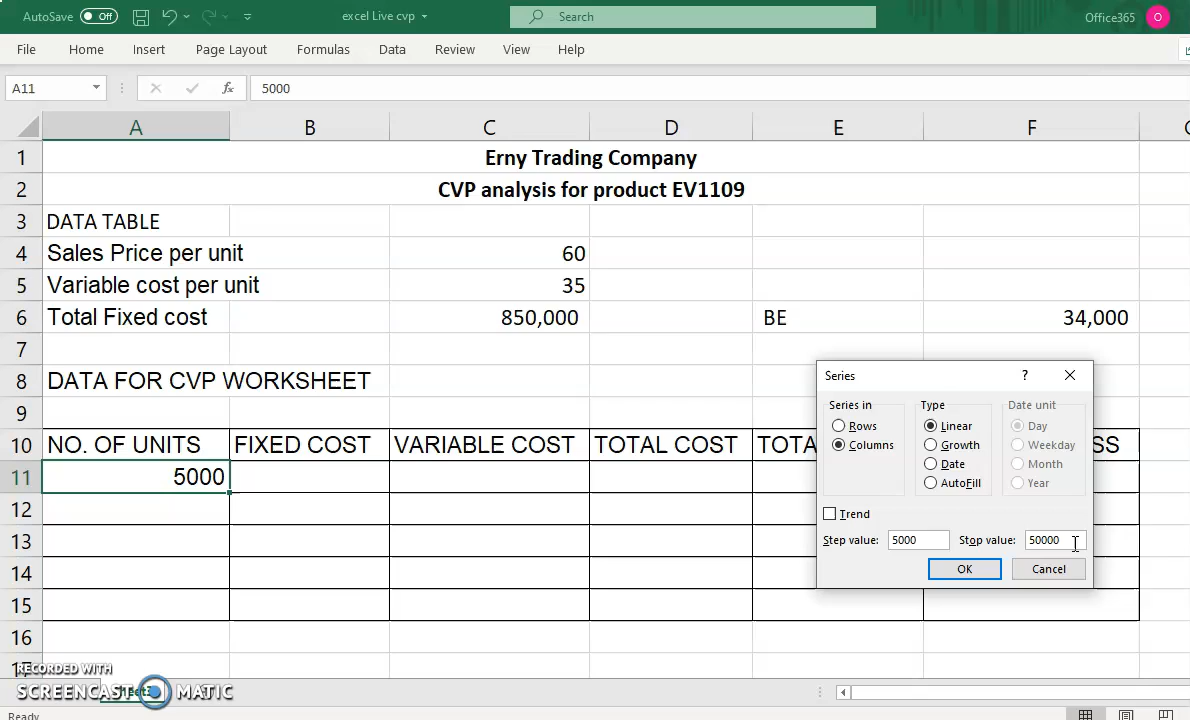 AutoSave Off excel Live cvp Search Office365 O
File Home Insert Page Layout Formulas Data Review View Help
A11 fx 5000
A B C D E F
1 Erny Trading Company
2 CVP analysis for product EV1109
3 DATA TABLE
4 Sales Price per unit 60
5 Variable cost per unit 35
6 Total Fixed cost 850,000 BE 34,000
7
8 DATA FOR CVP WORKSHEET
9
10 NO. OF UNITS FIXED COST VARIABLE COST TOTAL COST
11 5000
12
13
14
15
16
17
Series ?
Series in Type Date unit
Rows Linear Day
Columns Growth Weekday
Date Month
AutoFill Year
Trend
Step value: 5000 Stop value: 50000
OK Cancel
RECORDED WITH
SCREENCAST MATIC
Ready